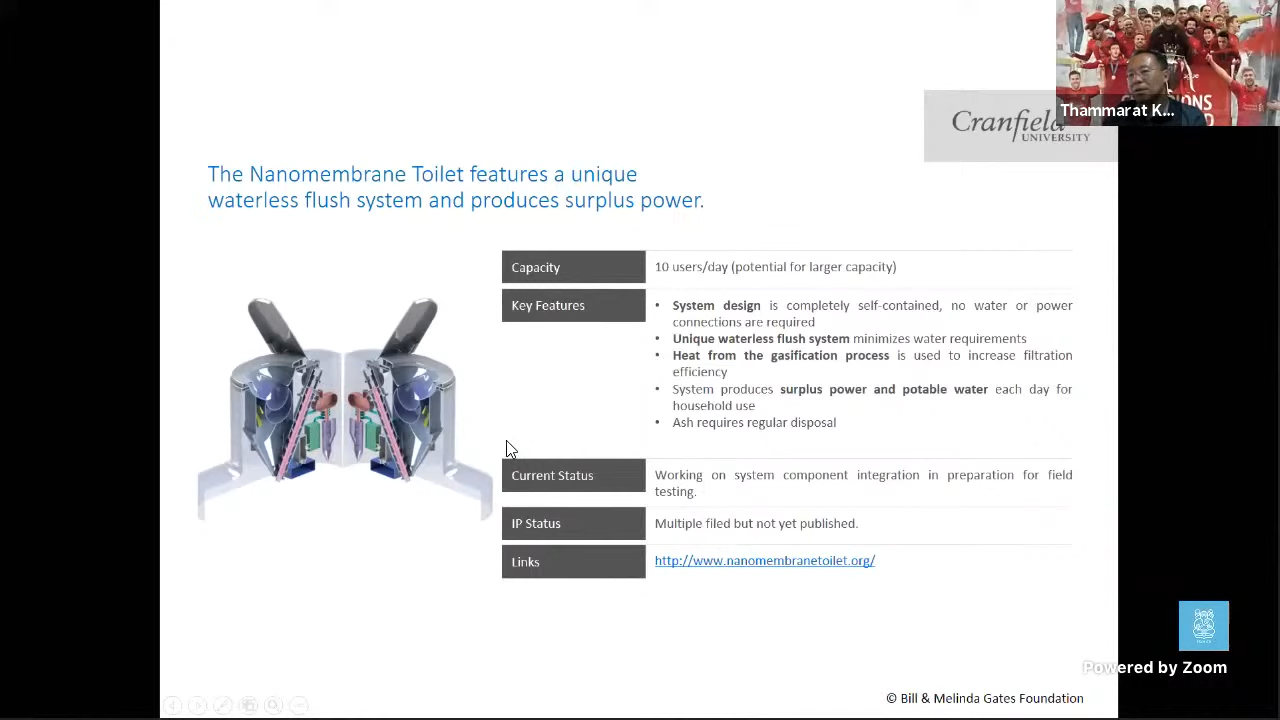 Thammarat K...
Cranfield
UNIVERSITY
The Nanomembrane Toilet features a unique
waterless flush system and produces surplus power.
Capacity
10 users/day (potential for larger capacity)
Key Features
• System design is completely self-contained, no water or power
connections are required
• Unique waterless flush system minimizes water requirements
• Heat from the gasification process is used to increase filtration
efficiency
• System produces surplus power and potable water each day for
household use
• Ash requires regular disposal
Current Status
Working on system component integration in preparation for field
testing.
IP Status
Multiple filed but not yet published.
Links
http://www.nanomembranetoilet.org/
Powered by Zoom
© Bill & Melinda Gates Foundation